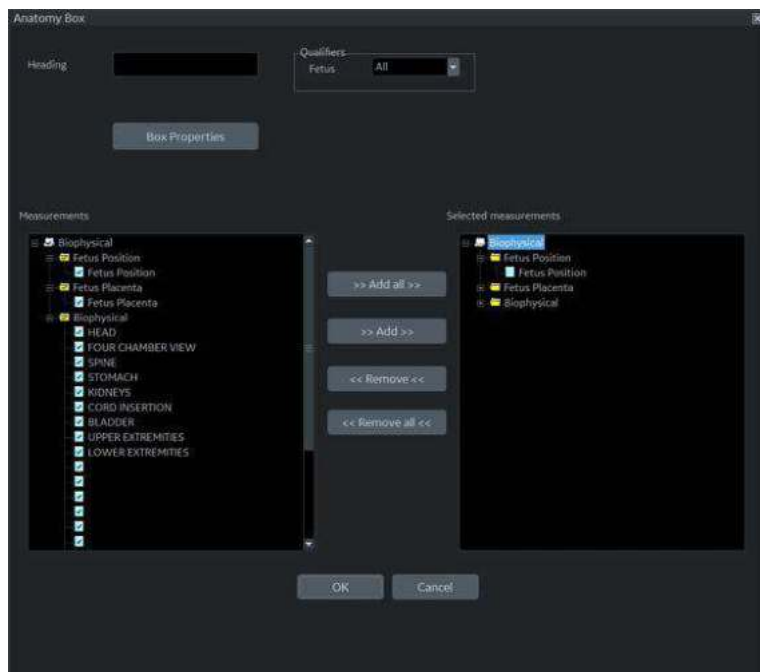 Anatomy Box
Heading
Qualifiers
Fetus All
Box Properties
Measurements
Biophysical
Fetus Position
Fetus Position
Fetus Placenta
Fetus Placenta
Biophysical
HEAD
FOUR CHAMBER VIEW
SPINE
STOMACH
KIDNEYS
CORD INSERTION
BLADDER
UPPER EXTREMITIES
LOWER EXTREMITIES
>> Add all >>
>> Add >>
<< Remove <<
<< Remove all <<
Selected measurements
Biophysical
Fetus Position
Fetus Position
Fetus Placenta
Biophysical
OK
Cancel